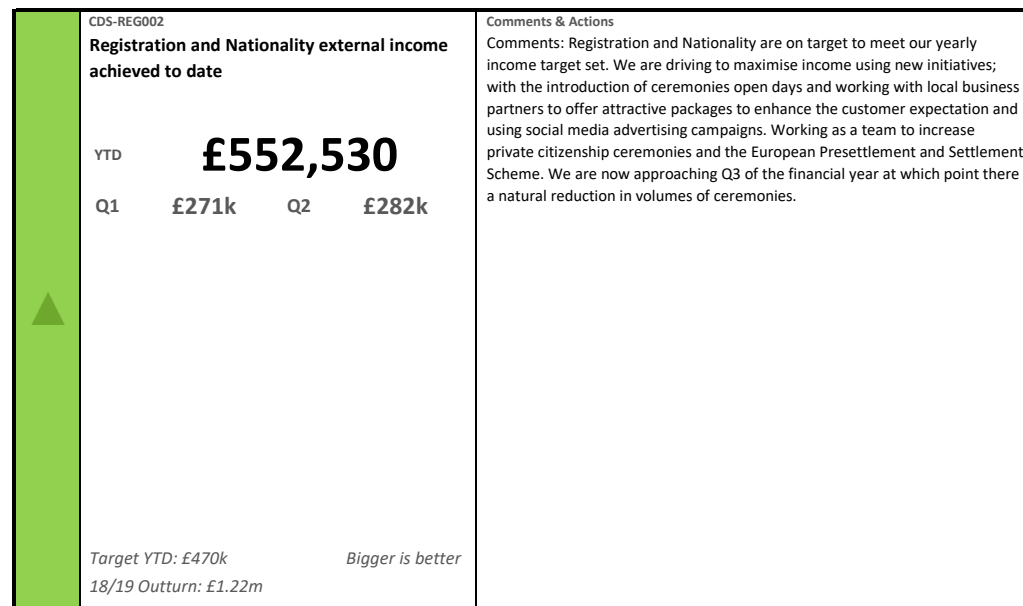 CDS-REG002
Registration and Nationality external income
achieved to date
YTD £552,530
Q1 £271k Q2 £282k
Target YTD: £470k Bigger is better
18/19 Outturn: £1.22m
Comments & Actions
Comments: Registration and Nationality are on target to meet our yearly
income target set. We are driving to maximise income using new initiatives;
with the introduction of ceremonies open days and working with local business
partners to offer attractive packages to enhance the customer expectation and
using social media advertising campaigns. Working as a team to increase
private citizenship ceremonies and the European Presettlement and Settlement
Scheme. We are now approaching Q3 of the financial year at which point there
a natural reduction in volumes of ceremonies.